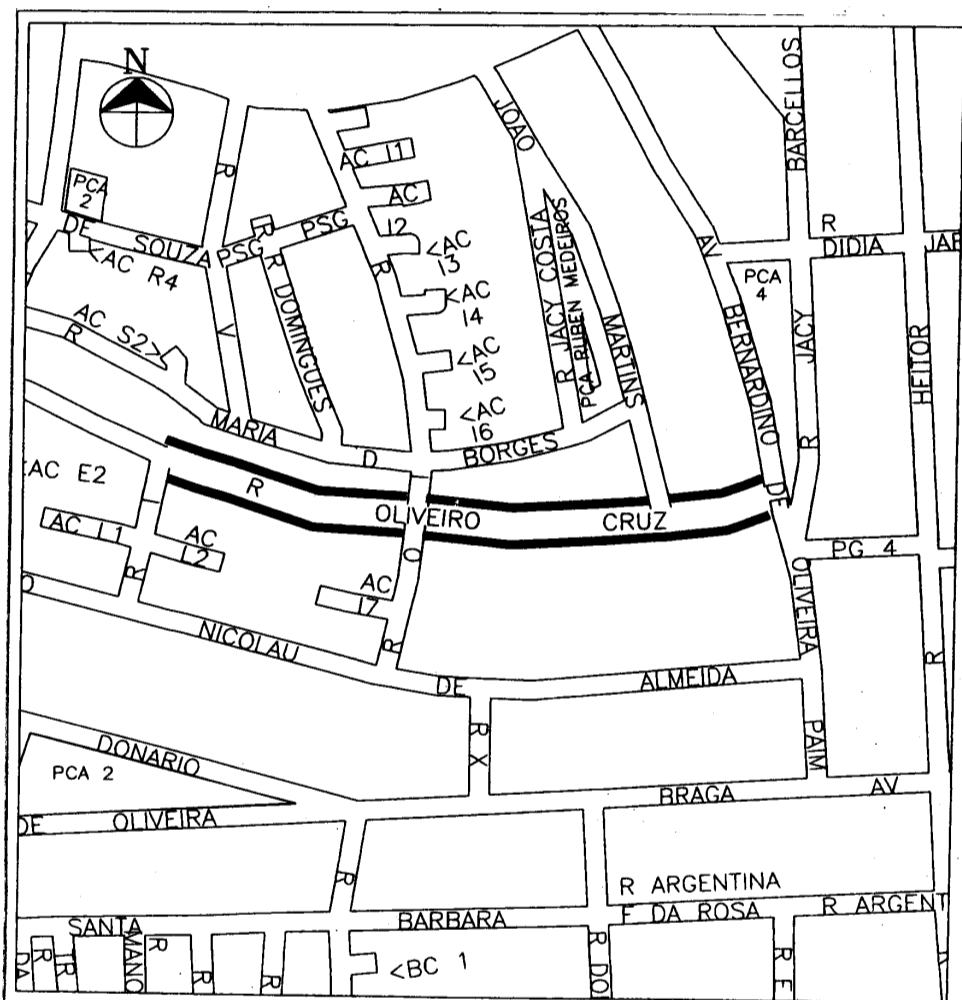 N
BARCELLOS
JOAO
R
AC I1
PCA
2
AC
I2
R
DE SOUZA
PSG
R
PSG
R
<AC
I3
R JACY COSTA
PCA RUBEN MEDEIROS
AV
R
DIDIA
<AC R4
R
<AC
I4
PCA
4
AC S2>
R
V
DOMINGUES
<AC
I5
MARTINS
BERNARDINO
R JACY
HEITOR
<AC
I6
MARIA
D
BORGES
AC E2
R
OLIVEIRO
CRUZ
DE
AC L1
I
AC
L2
O
PG 4
R
AC
I7
OLIVEIRA
NICOLAU
R
R
DE
ALMEIDA
DONARIO
R X
PAIM
PCA 2
BRAGA
AV
DE
OLIVEIRA
R
R ARGENTINA
SANTA
BARBARA
F DA ROSA
R ARGENT
R
R
MANO
R
R
<BC 1
R DO
R E